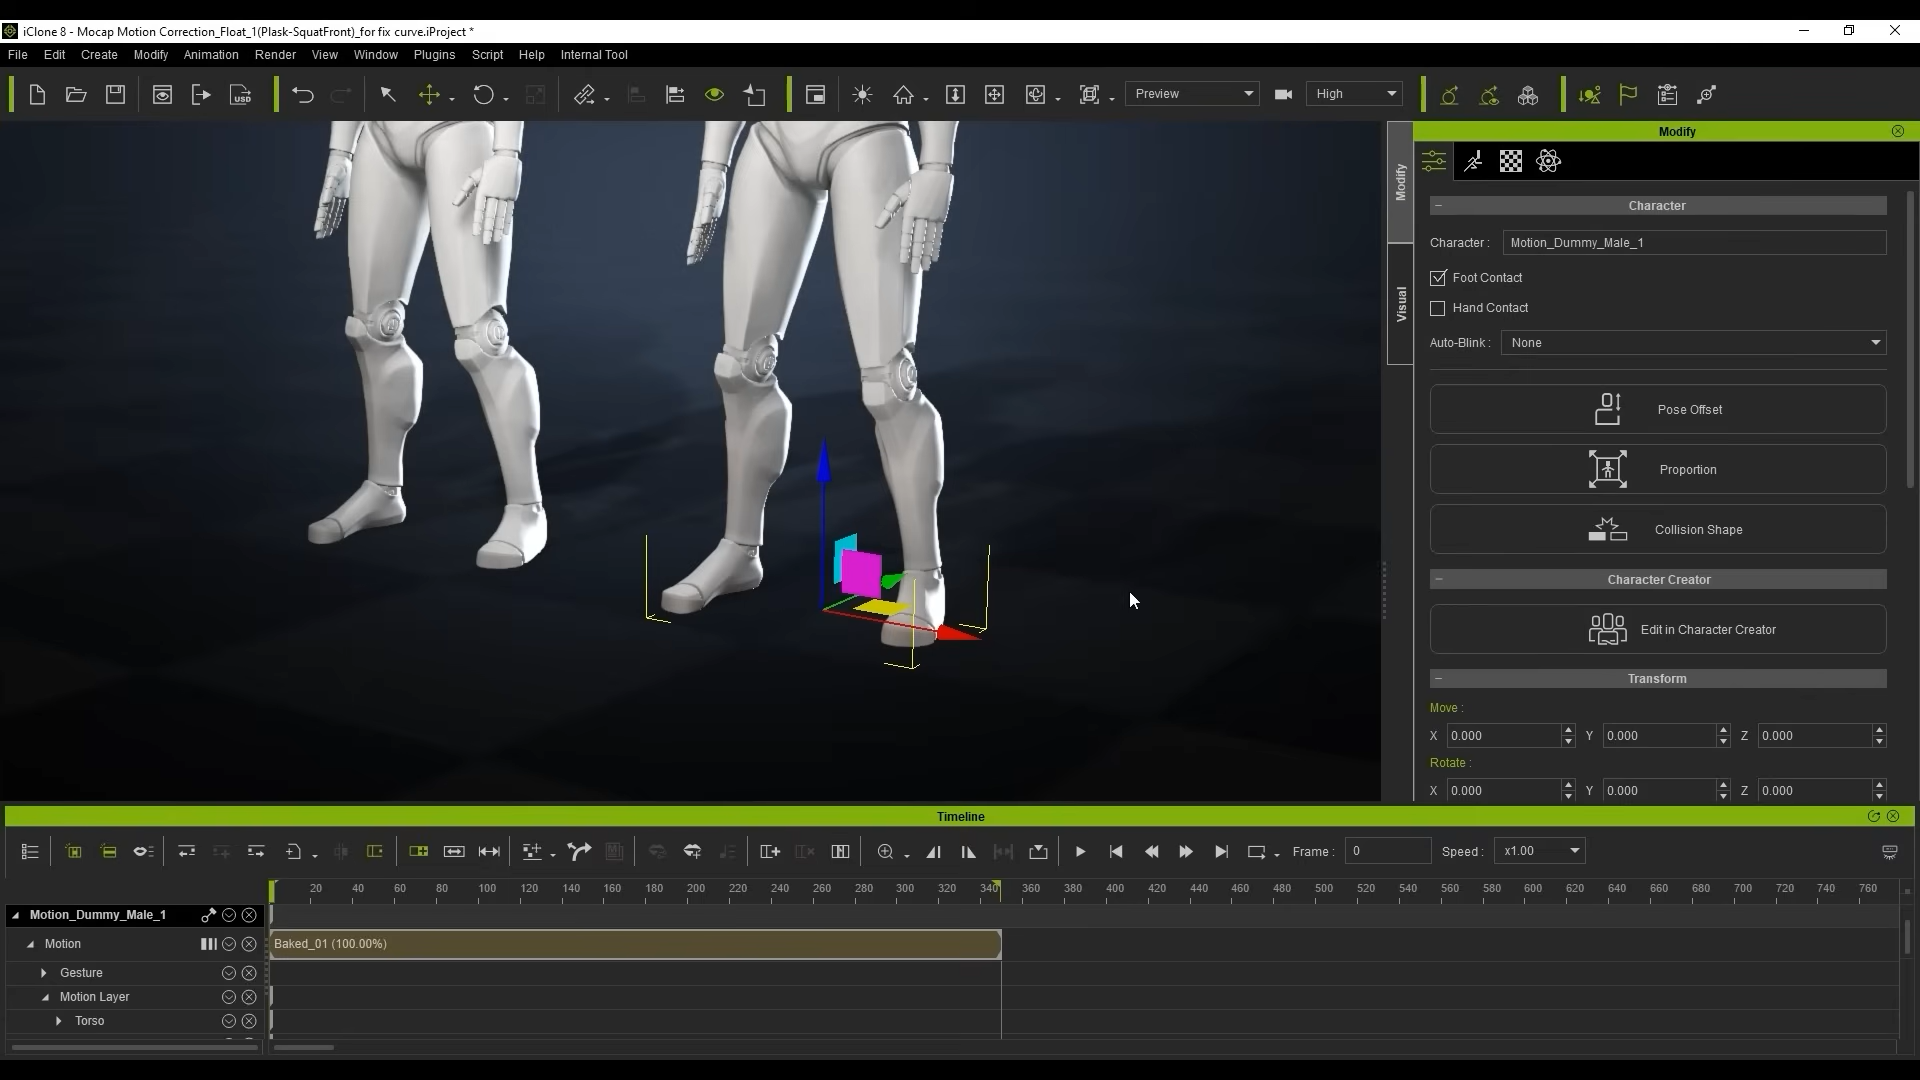 iClone 8 - Mocap Motion Correction_Float_1(Plask-SquatFront)_for fix curve.iProject *
File Edit Create Modify Animation Render View Window Plugins Script Help Internal Tool
USD
Preview
High
Modify
Modify
Visual
Character
Character : Motion_Dummy_Male_1
Foot Contact
Hand Contact
Auto-Blink : None
Pose Offset
Proportion
Collision Shape
Character Creator
Edit in Character Creator
Transform
Move :
X 0.000 Y 0.000 Z 0.000
Rotate :
X 0.000 Y 0.000 Z 0.000
Timeline
Frame : 0 Speed : x1.00
20 40 60 80 100 120 140 160 180 200 220 240 260 280 300 320 340 360 380 400 420 440 460 480 500 520 540 560 580 600 620 640 660 680 700 720 740 760
Motion_Dummy_Male_1
Motion
Baked_01 (100.00%)
Gesture
Motion Layer
Torso